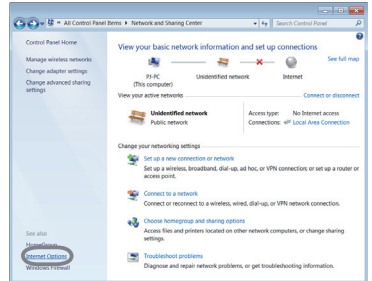 All Control Panel Items ▸ Network and Sharing Center
Search Control Panel
Control Panel Home
Manage wireless networks
Change adapter settings
Change advanced sharing
settings
See also
HomeGroup
Internet Options
Windows Firewall
View your basic network information and set up connections
See full map
PJ-PC
(This computer)
Unidentified network
Internet
View your active networks
Connect or disconnect
Unidentified network
Public network
Access type: No Internet access
Connections: Local Area Connection
Change your networking settings
Set up a new connection or network
Set up a wireless, broadband, dial-up, ad hoc, or VPN connection; or set up a router or
access point.
Connect to a network
Connect or reconnect to a wireless, wired, dial-up, or VPN network connection.
Choose homegroup and sharing options
Access files and printers located on other network computers, or change sharing
settings.
Troubleshoot problems
Diagnose and repair network problems, or get troubleshooting information.